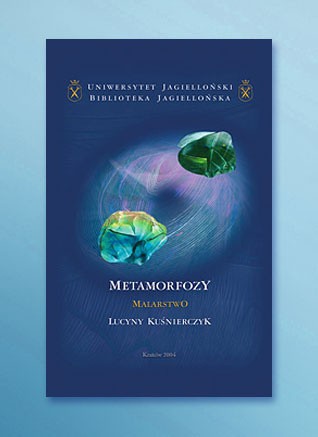 Uniwersytet Jagielloński
Biblioteka Jagiellońska
Metamorfozy
Malarstwo
Lucyny Kuśnierczyk
Kraków 2004